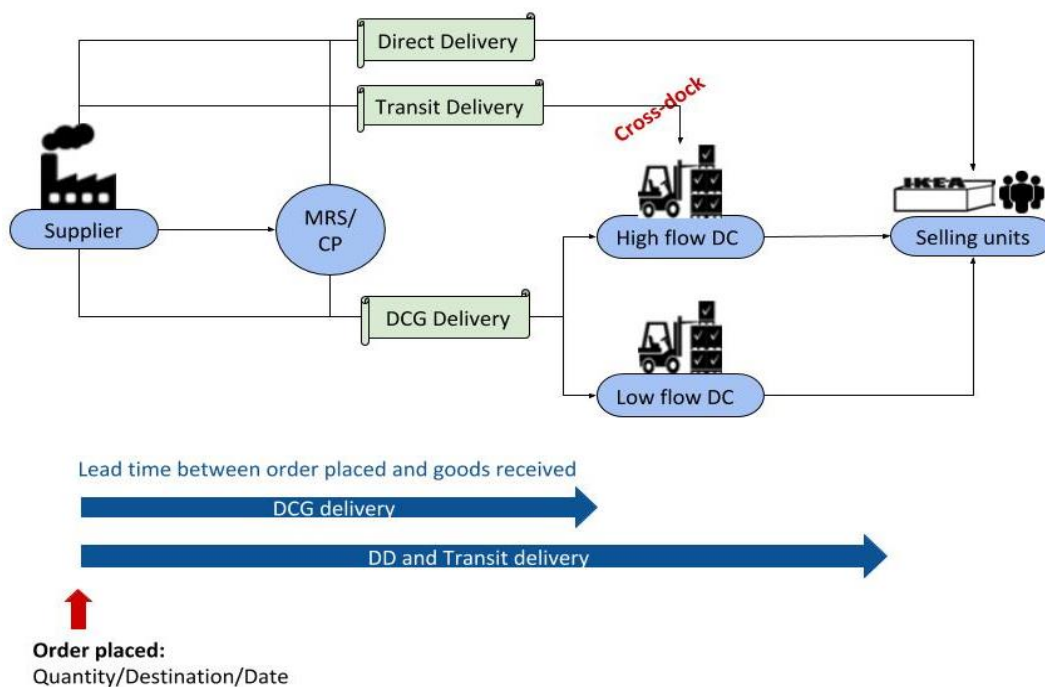 Direct Delivery
Transit Delivery
Cross-dock
IKEA
Supplier
MRS/
CP
High flow DC
Selling units
DCG Delivery
Low flow DC
Lead time between order placed and goods received
DCG delivery
DD and Transit delivery
Order placed:
Quantity/Destination/Date